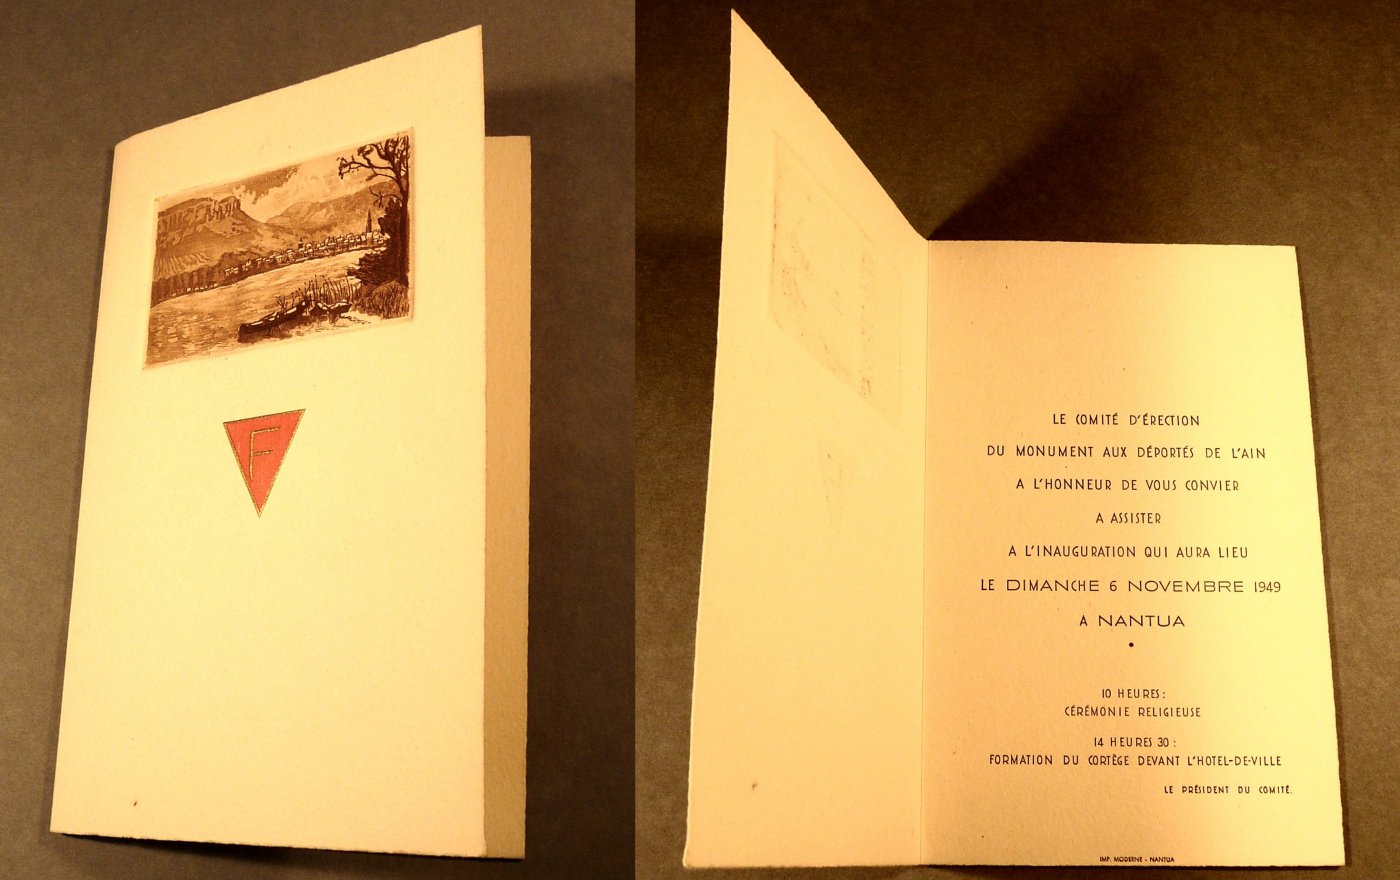 F
LE COMITÉ D'ÉRECTION
DU MONUMENT AUX DÉPORTÉS DE L'AIN
A L'HONNEUR DE VOUS CONVIER
A ASSISTER
A L'INAUGURATION QUI AURA LIEU
LE DIMANCHE 6 NOVEMBRE 1949
A NANTUA
•
10 HEURES :
CÉRÉMONIE RELIGIEUSE
14 HEURES 30 :
FORMATION DU CORTÈGE DEVANT L'HOTEL-DE-VILLE
LE PRÉSIDENT DU COMITÉ.
IMP. MODERNE - NANTUA